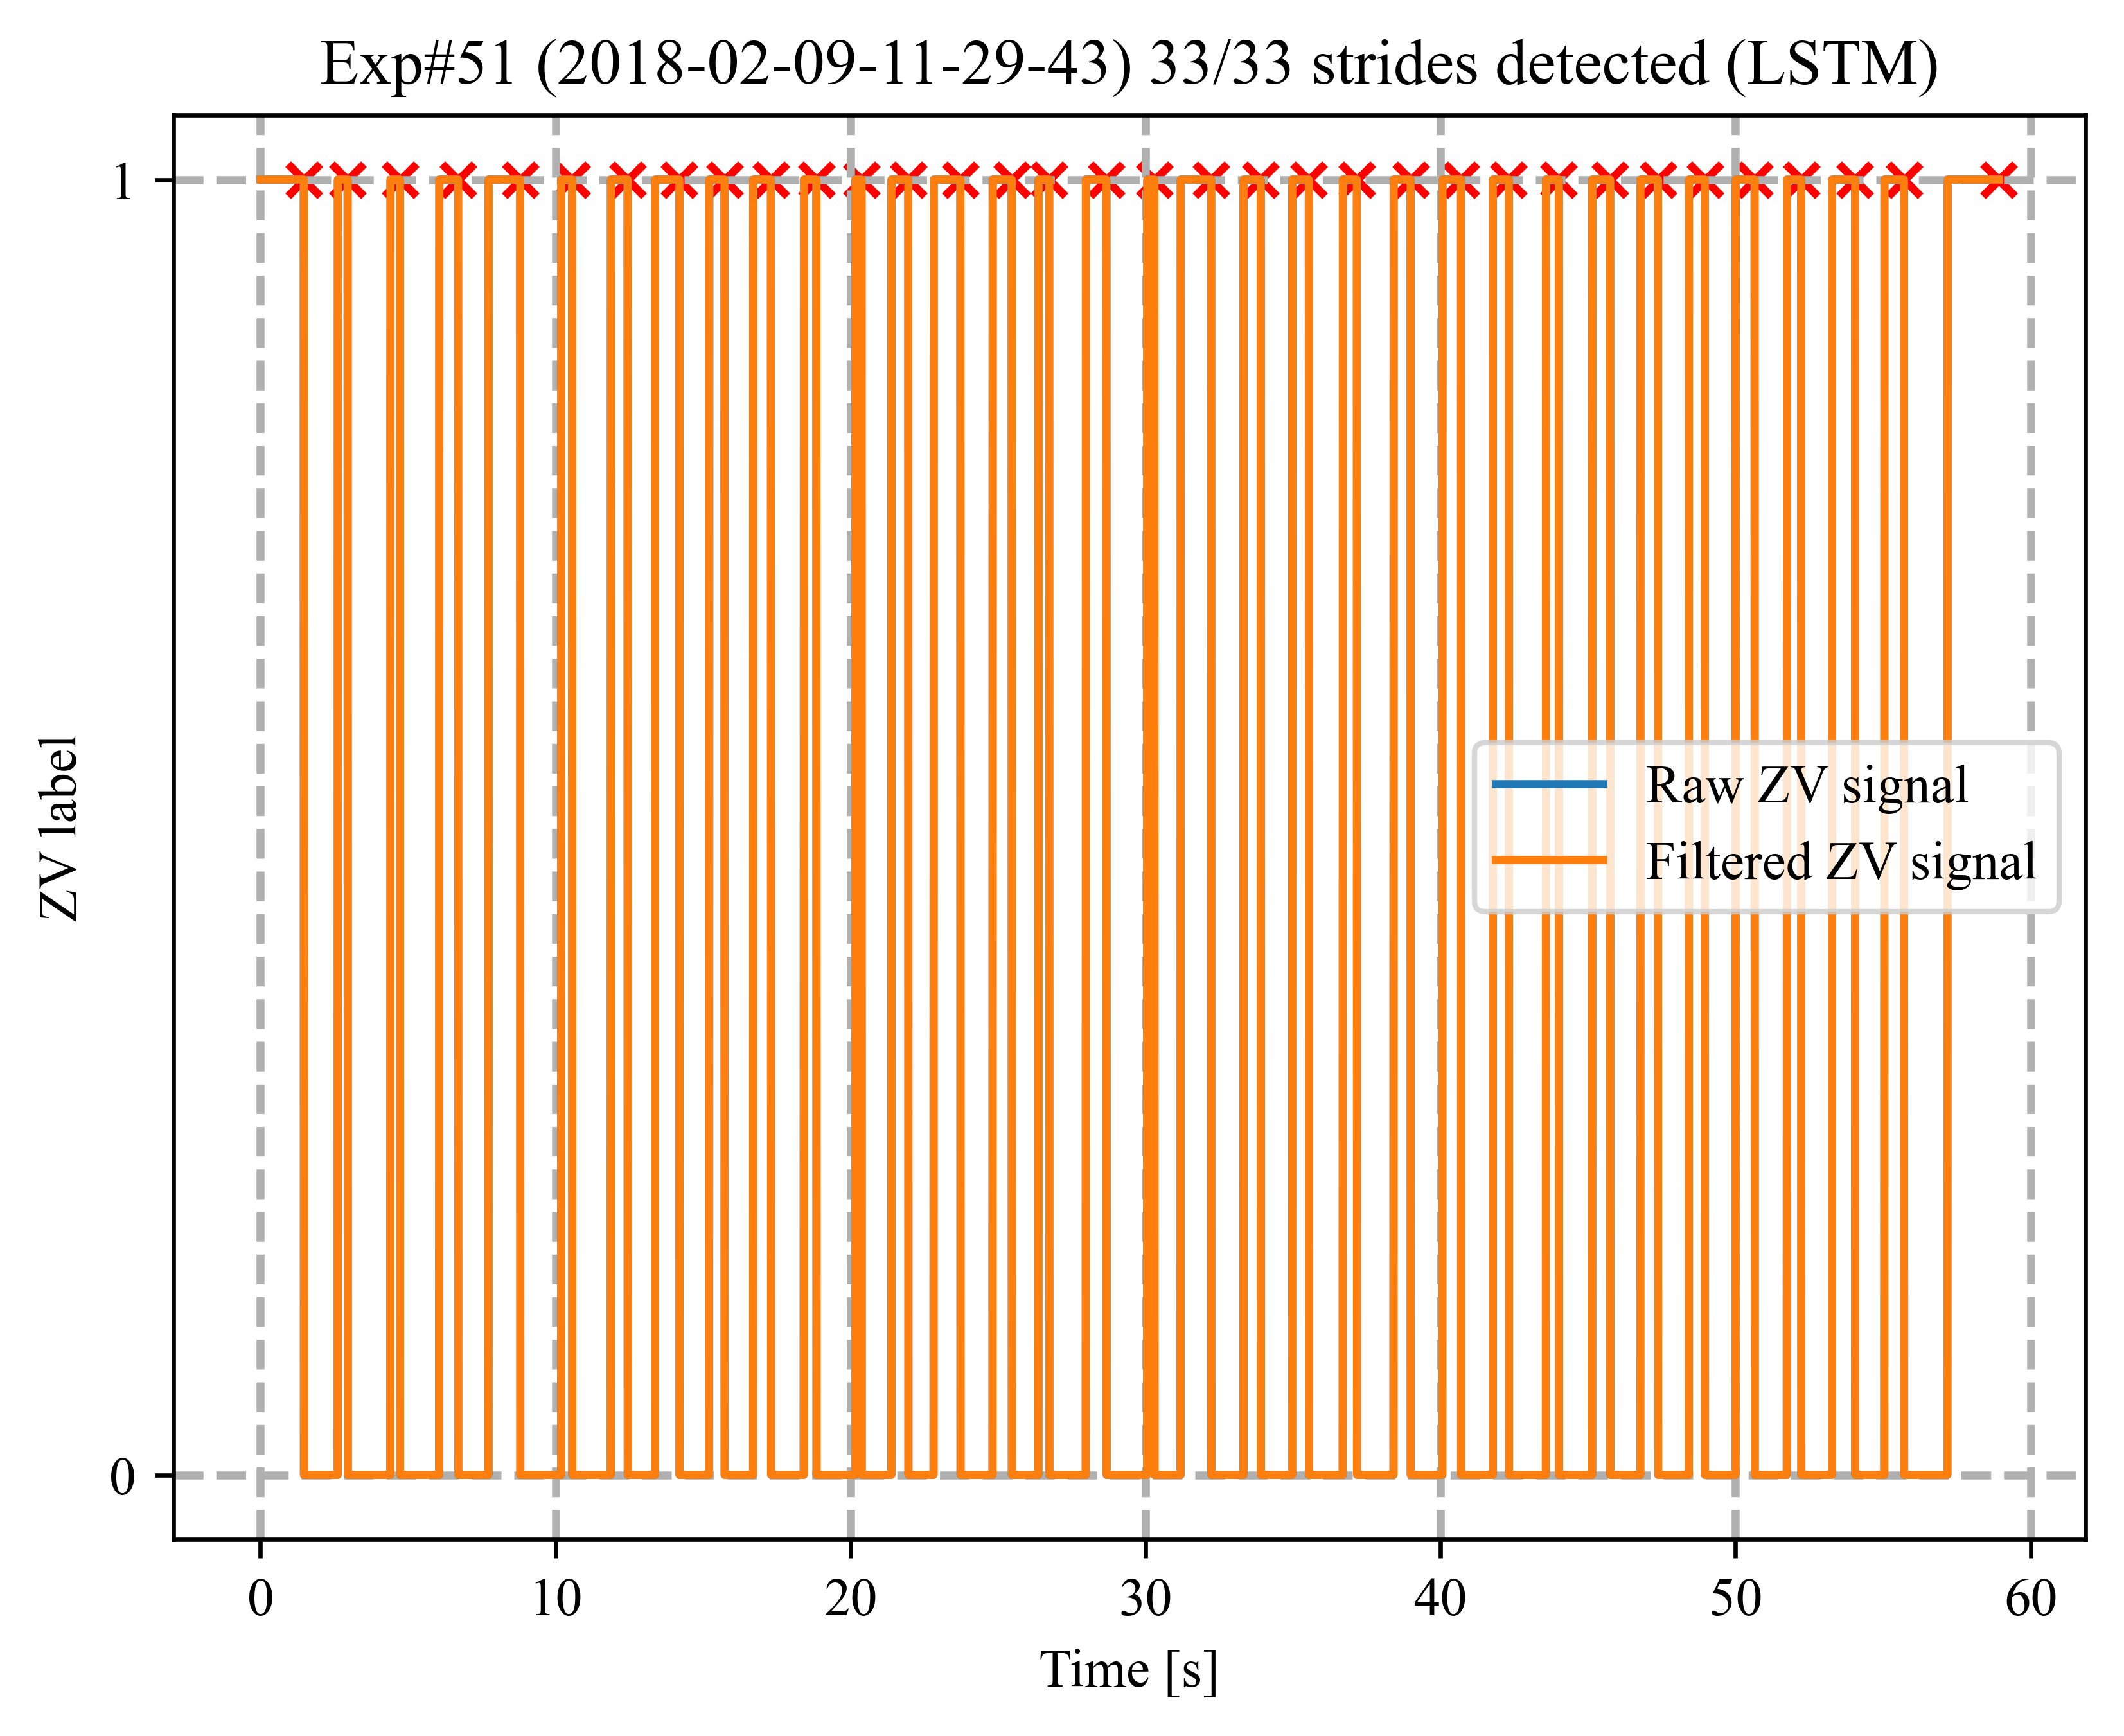 Exp#51 (2018-02-09-11-29-43) 33/33 strides detected (LSTM)
1
ZV label
Raw ZV signal
Filtered ZV signal
0
0 10 20 30 40 50 60
Time [s]